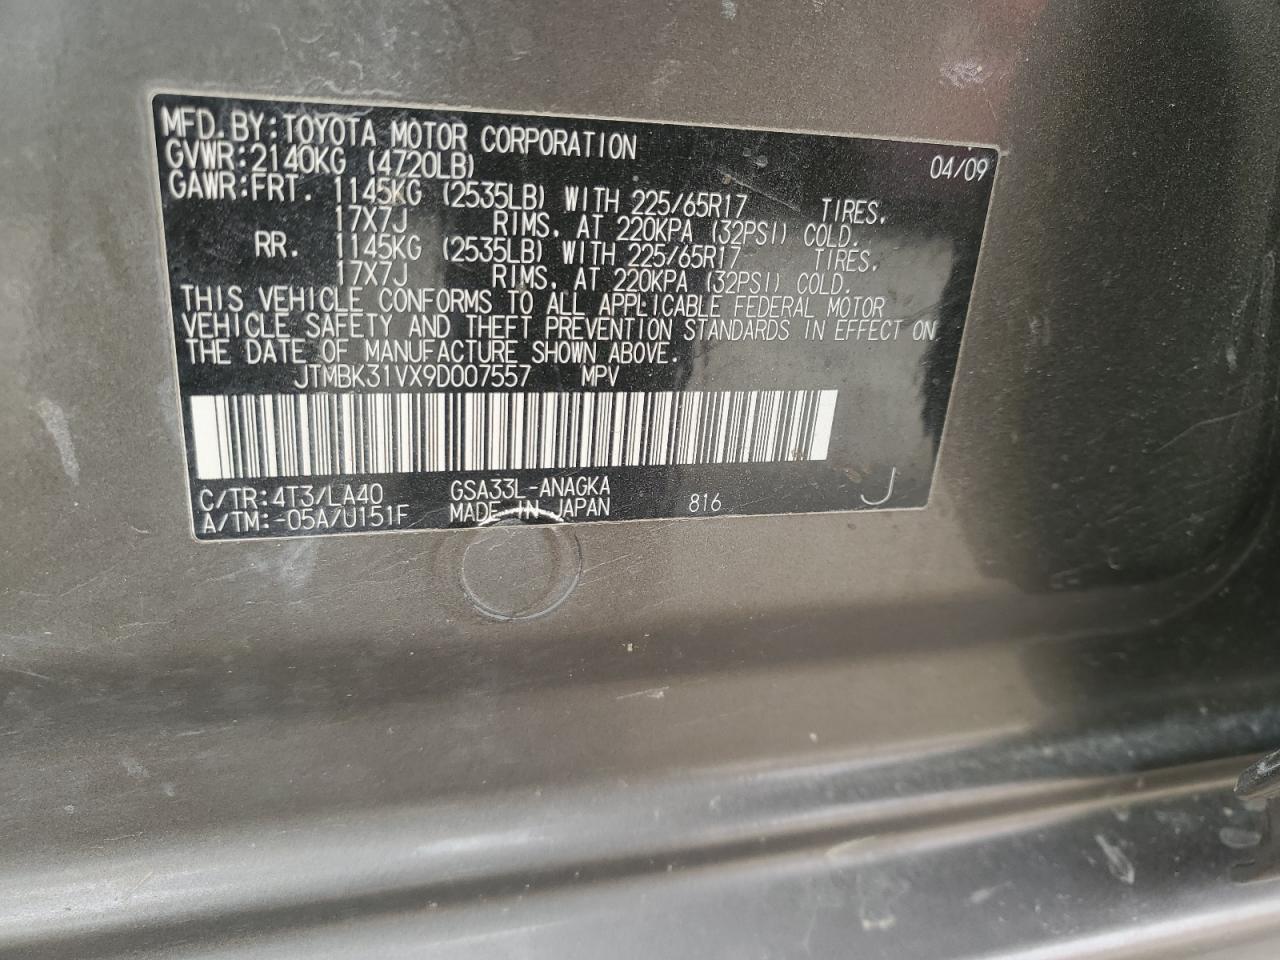 MFD.BY:TOYOTA MOTOR CORPORATION 04/09
GVWR:2140KG (4720LB)
GAWR:FRT. 1145KG (2535LB) WITH 225/65R17 TIRES.
17X7J RIMS, AT 220KPA (32PSI) COLD.
RR. 1145KG (2535LB) WITH 225/65R17 TIRES,
17X7J RIMS, AT 220KPA (32PSI) COLD.
THIS VEHICLE CONFORMS TO ALL APPLICABLE FEDERAL MOTOR
VEHICLE SAFETY AND THEFT PREVENTION STANDARDS IN EFFECT ON
THE DATE OF MANUFACTURE SHOWN ABOVE.
JTMBK31VX9D007557 MPV
C/TR:4T3/LA40 GSA33L-ANAGKA 816 J
A/TM:-05A/U151F MADE IN JAPAN